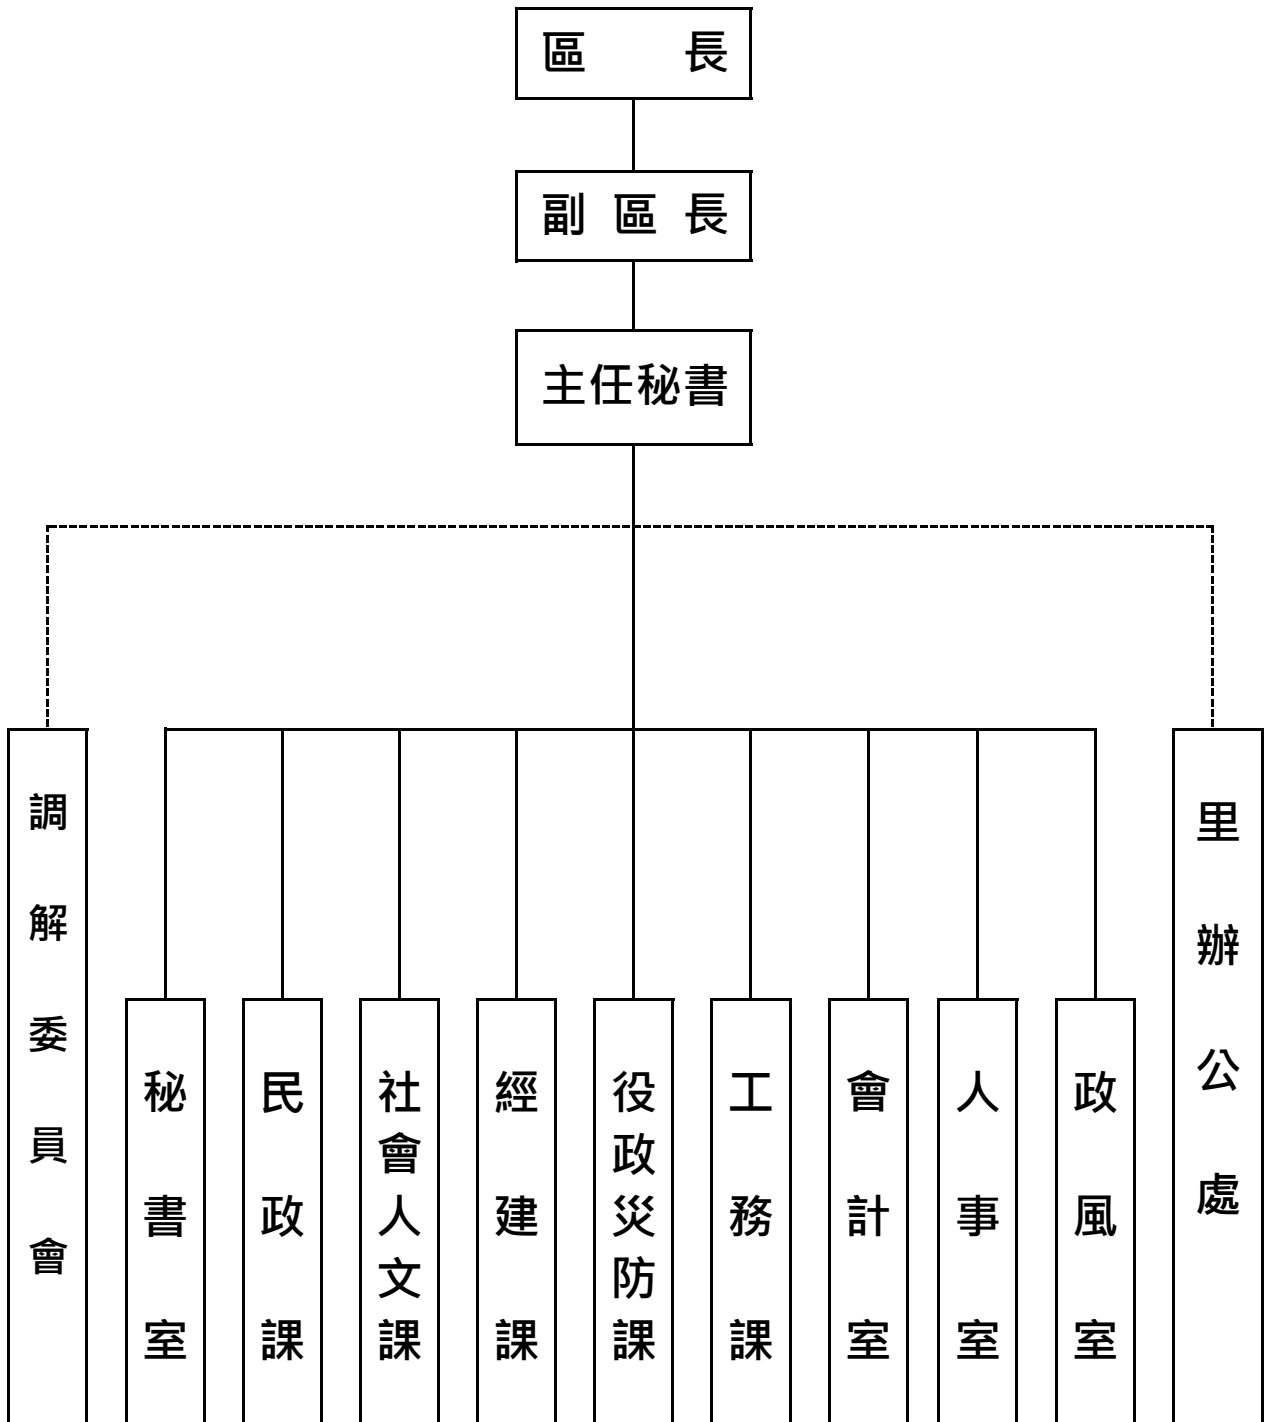 區長
副區長
主任秘書
調解委員會
秘書室
民政課
社會人文課
經建課
役政災防課
工務課
會計室
人事室
政風室
里辦公處